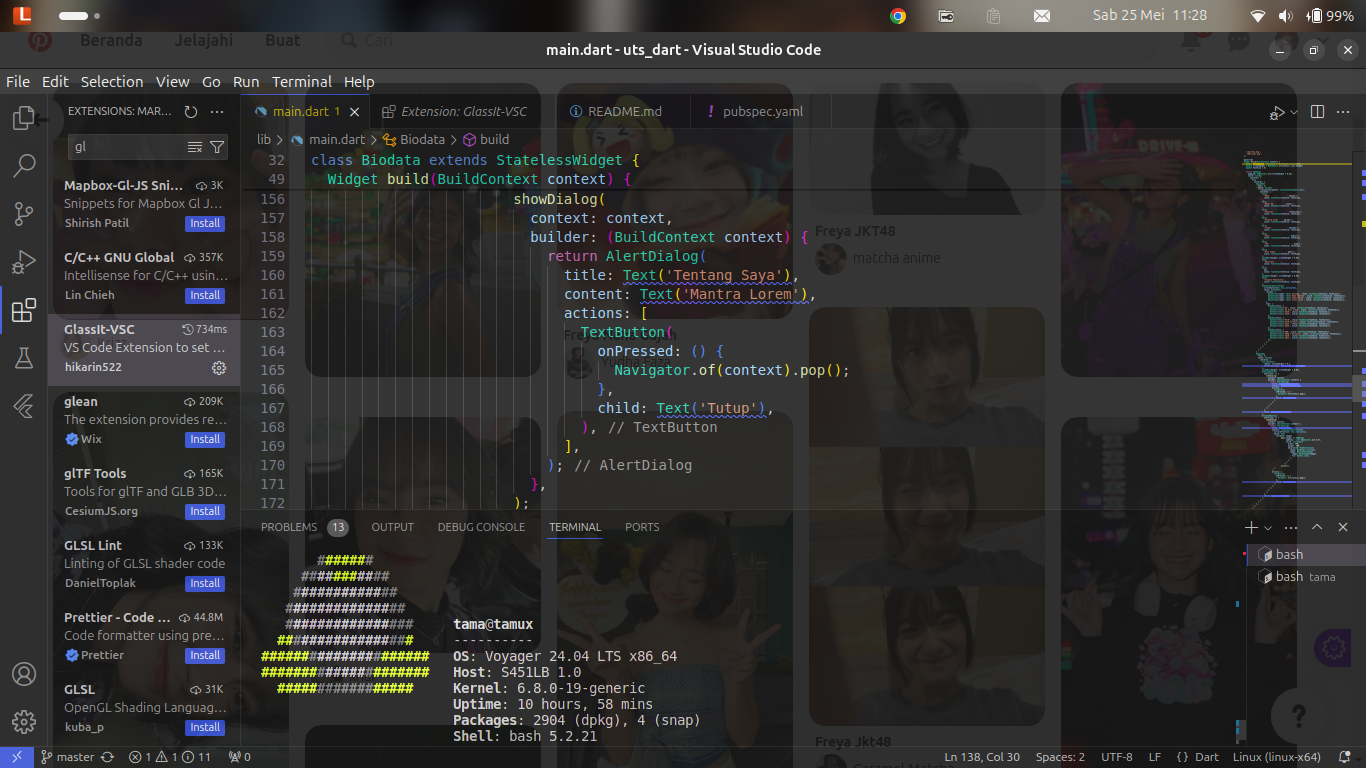 Sab 25 Mei 11:28
99%
Beranda Jelajahi Buat Cari
main.dart - uts_dart - Visual Studio Code
File Edit Selection View Go Run Terminal Help
EXTENSIONS: MAR...
main.dart 1
Extension: GlassIt-VSC
README.md
pubspec.yaml
gl
lib > main.dart > Biodata > build
Mapbox-Gl-JS Sni... 3K
Snippets for Mapbox Gl J...
Shirish Patil Install
C/C++ GNU Global 357K
Intellisense for C/C++ usin...
Lin Chieh Install
GlassIt-VSC 734ms
VS Code Extension to set ...
hikarin522
glean 209K
The extension provides re...
Wix Install
glTF Tools 165K
Tools for glTF and GLB 3D...
CesiumJS.org Install
GLSL Lint 133K
Linting of GLSL shader code
DanielToplak Install
Prettier - Code ... 44.8M
Code formatter using pre...
Prettier Install
GLSL 31K
OpenGL Shading Languag...
kuba_p Install
32 class Biodata extends StatelessWidget {
49 Widget build(BuildContext context) {
156 showDialog(
157 context: context,
158 builder: (BuildContext context) {
159 return AlertDialog(
160 title: Text('Tentang Saya'),
161 content: Text('Mantra Lorem'),
162 actions: [
163 TextButton(
164 onPressed: () {
165 Navigator.of(context).pop();
166 },
167 child: Text('Tutup'),
168 ), // TextButton
169 ],
170 ); // AlertDialog
171 },
172 );
DRIVE-IN
Freya JKT48
matcha anime
PROBLEMS 13 OUTPUT DEBUG CONSOLE TERMINAL PORTS
bash
bash tama
tama@tamux
----------
OS: Voyager 24.04 LTS x86_64
Host: S451LB 1.0
Kernel: 6.8.0-19-generic
Uptime: 10 hours, 58 mins
Packages: 2904 (dpkg), 4 (snap)
Shell: bash 5.2.21
Freya Jkt48
Caramel Matcha
?
master 1 1 11 0
Ln 138, Col 30 Spaces: 2 UTF-8 LF { } Dart Linux (linux-x64)